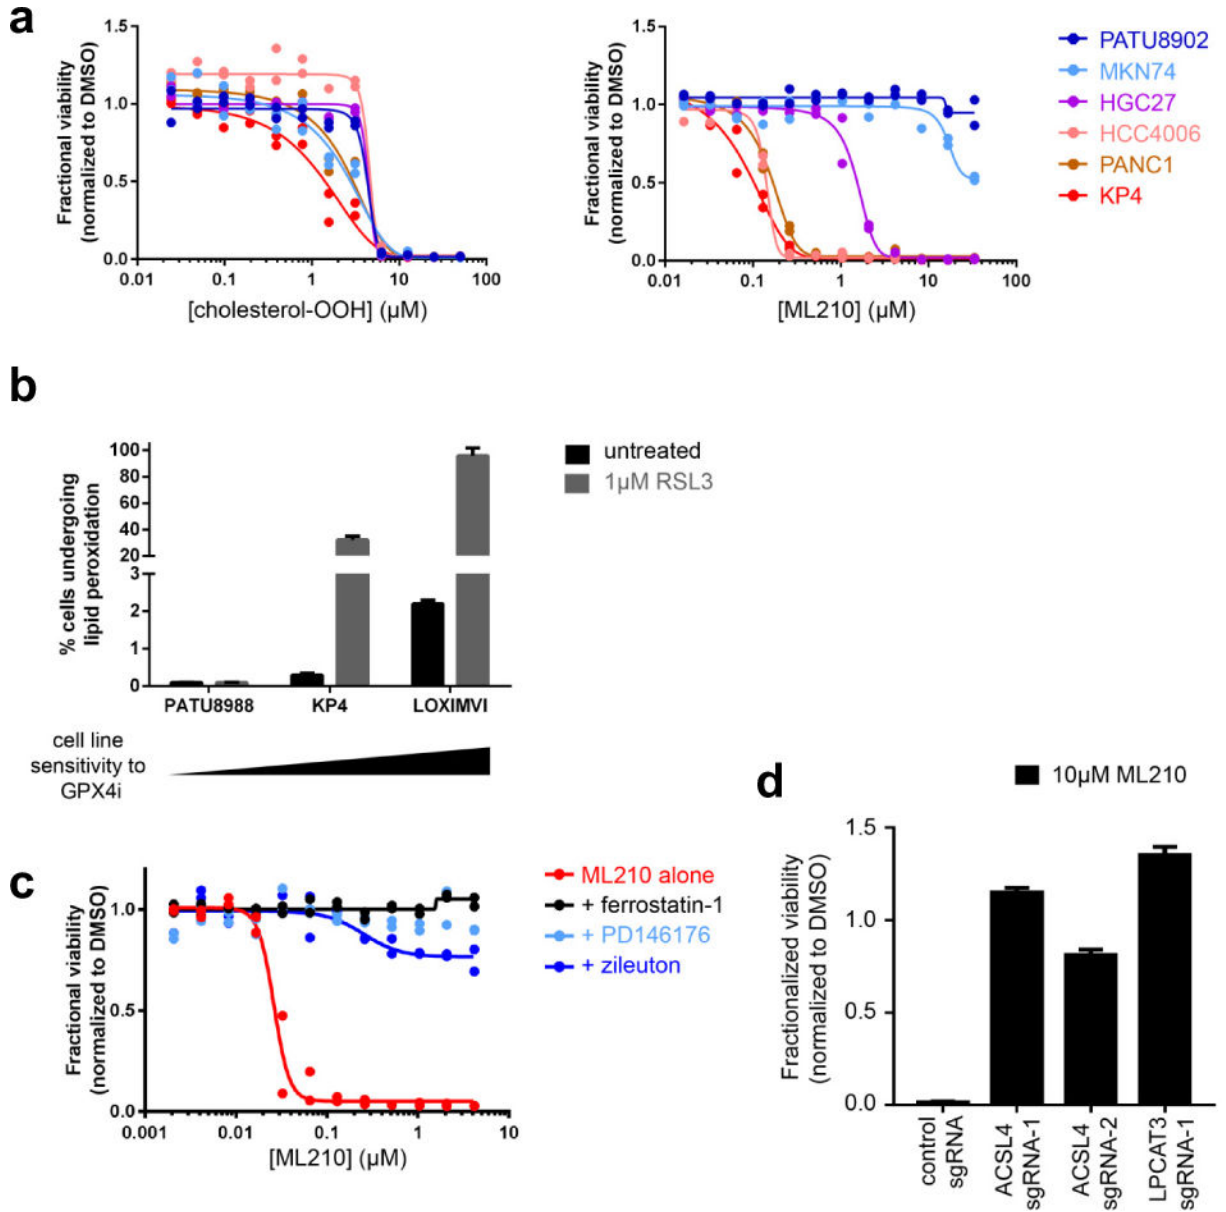 a
Fractional viability
(normalized to DMSO)
1.5
1.0
0.5
0.0
0.01
0.1
1
10
100
[cholesterol-OOH] (µM)
Fractional viability
(normalized to DMSO)
1.5
1.0
0.5
0.0
0.01
0.1
1
10
100
[ML210] (µM)
PATU8902
MKN74
HGC27
HCC4006
PANC1
KP4
b
% cells undergoing
lipid peroxidation
100
80
60
40
20
3
2
1
0
PATU8988
KP4
LOXIMVI
untreated
1µM RSL3
cell line
sensitivity to
GPX4i
c
Fractional viability
(normalized to DMSO)
1.0
0.5
0.0
0.001
0.01
0.1
1
10
[ML210] (µM)
ML210 alone
+ ferrostatin-1
+ PD146176
+ zileuton
d
10µM ML210
Fractionalized viability
(normalized to DMSO)
1.5
1.0
0.5
0.0
control
sgRNA
ACSL4
sgRNA-1
ACSL4
sgRNA-2
LPCAT3
sgRNA-1